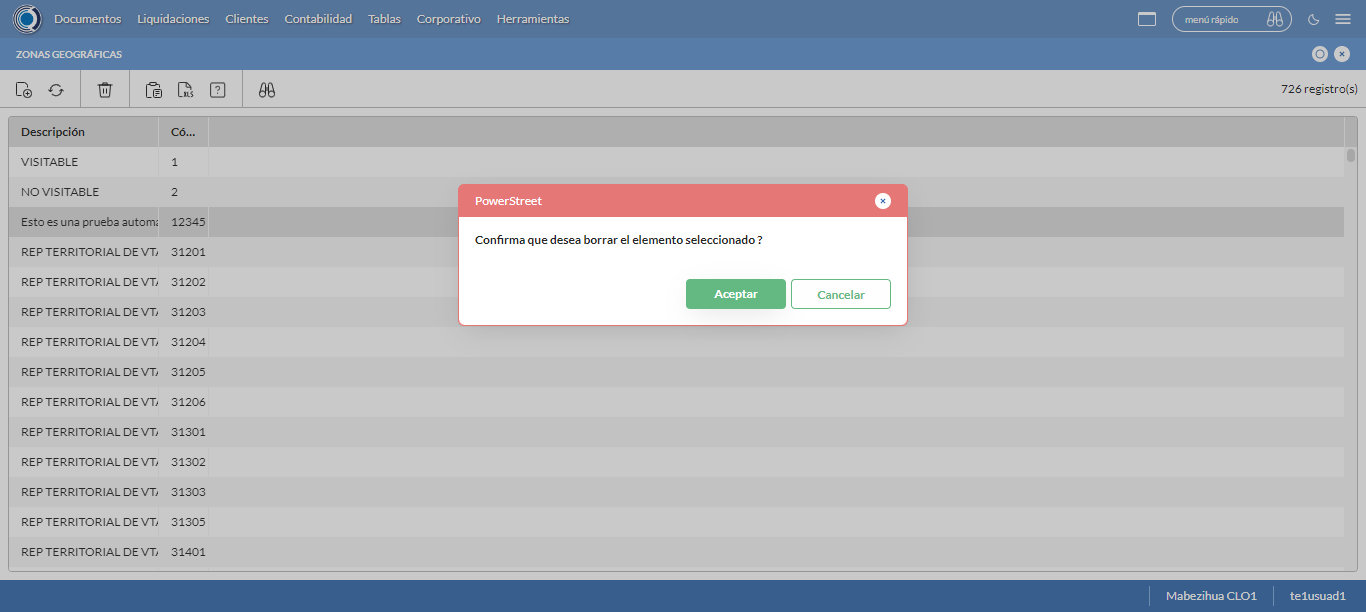 Documentos Liquidaciones Clientes Contabilidad Tablas Corporativo Herramientas menú rápido
ZONAS GEOGRÁFICAS
XLS ? 726 registro(s)
Descripción Có...
VISITABLE 1
NO VISITABLE 2
Esto es una prueba automa 12345
REP TERRITORIAL DE VTA 31201
REP TERRITORIAL DE VTA 31202
REP TERRITORIAL DE VTA 31203
REP TERRITORIAL DE VTA 31204
REP TERRITORIAL DE VTA 31205
REP TERRITORIAL DE VTA 31206
REP TERRITORIAL DE VTA 31301
REP TERRITORIAL DE VTA 31302
REP TERRITORIAL DE VTA 31303
REP TERRITORIAL DE VTA 31305
REP TERRITORIAL DE VTA 31401
PowerStreet
Confirma que desea borrar el elemento seleccionado ?
Aceptar Cancelar
Mabezihua CLO1 te1usuad1